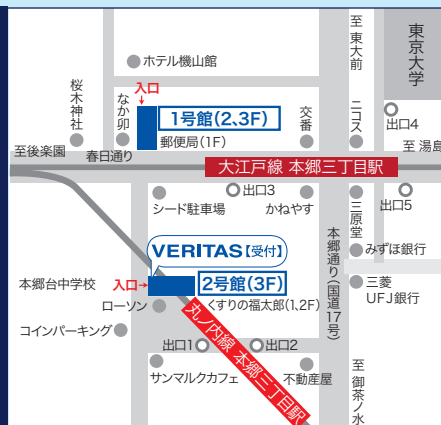 ホテル機山館
至 東大前
東京大学
桜木神社
なか卯
入口
1号館(2、3F)
郵便局(1F)
交番
ニコス
出口4
至後楽園
春日通り
至 湯島
大江戸線 本郷三丁目駅
シード駐車場
出口3
かねやす
三原堂
出口5
VERITAS【受付】
本郷通り(国道17号)
みずほ銀行
本郷台中学校
入口
2号館(3F)
三菱
UFJ銀行
ローソン
くすりの福太郎(1、2F)
コインパーキング
丸ノ内線 本郷三丁目駅
出口1
出口2
サンマルクカフェ
不動産屋
至 御茶ノ水